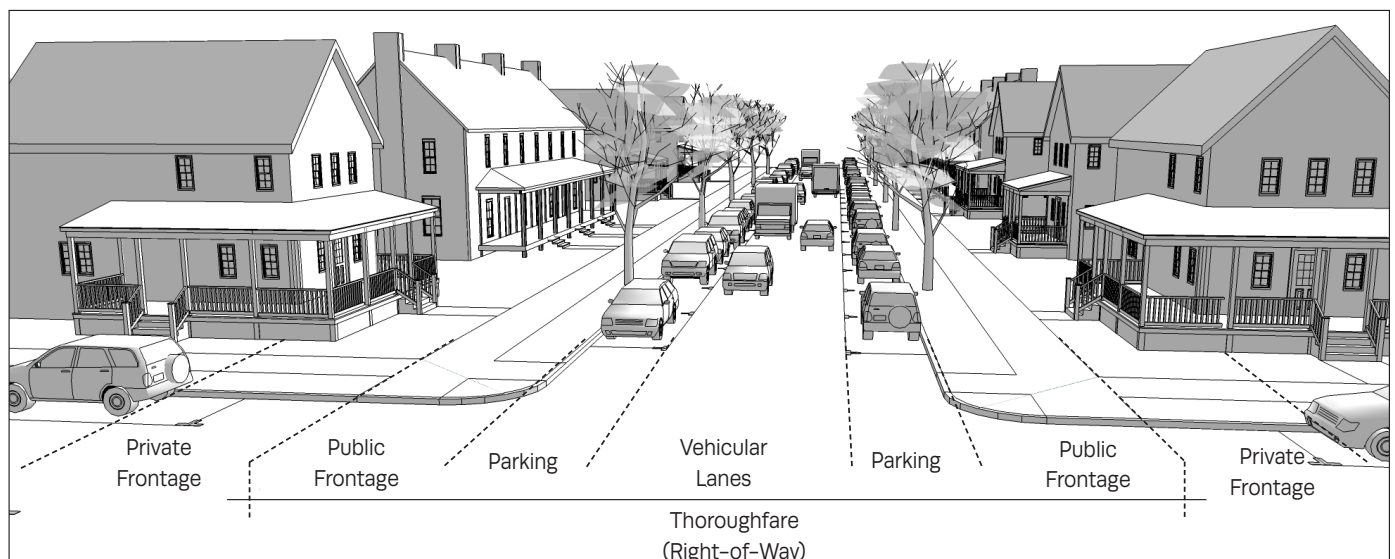 Private
Frontage
Public
Frontage
Parking
Vehicular
Lanes
Parking
Public
Frontage
Private
Frontage
Thoroughfare
(Right-of-Way)